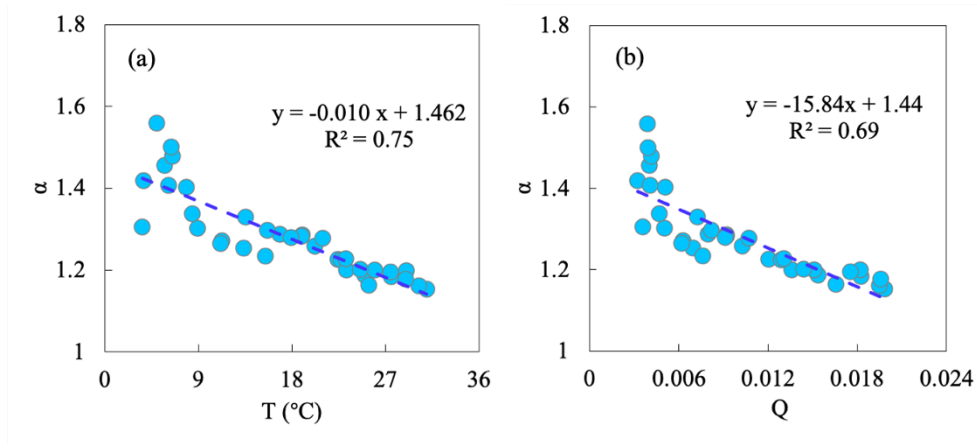 1.8
(a)
1.6
y = -0.010 x + 1.462
R² = 0.75
α
1.4
1.2
1
0
9
18
27
36
T (°C)
1.8
(b)
1.6
y = -15.84x + 1.44
R² = 0.69
α
1.4
1.2
1
0
0.006
0.012
0.018
0.024
Q